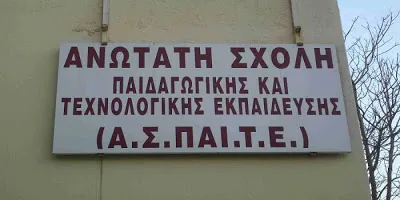 ΑΝΩΤΑΤΗ ΣΧΟΛΗ
ΠΑΙΔΑΓΩΓΙΚΗΣ ΚΑΙ
ΤΕΧΝΟΛΟΓΙΚΗΣ ΕΚΠΑΙΔΕΥΣΗΣ
(Α.Σ.ΠΑΙ.Τ.Ε.)